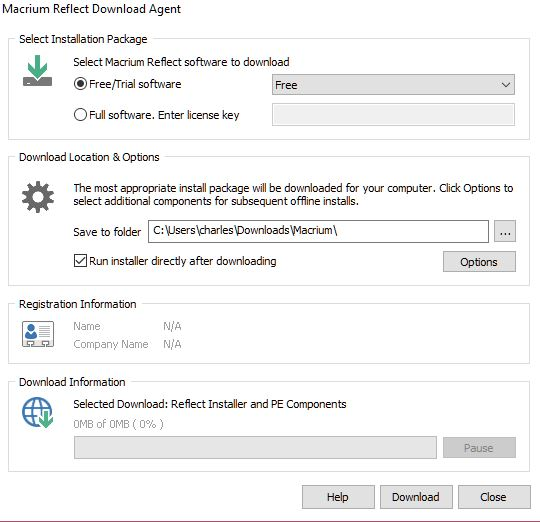 Macrium Reflect Download Agent
Select Installation Package
Select Macrium Reflect software to download
Free/Trial software
Free
Full software. Enter license key
Download Location & Options
The most appropriate install package will be downloaded for your computer. Click Options to
select additional components for subsequent offline installs.
Save to folder
C:\Users\charles\Downloads\Macrium\
...
Run installer directly after downloading
Options
Registration Information
Name N/A
Company Name N/A
Download Information
Selected Download: Reflect Installer and PE Components
0MB of 0MB ( 0% )
Pause
Help
Download
Close